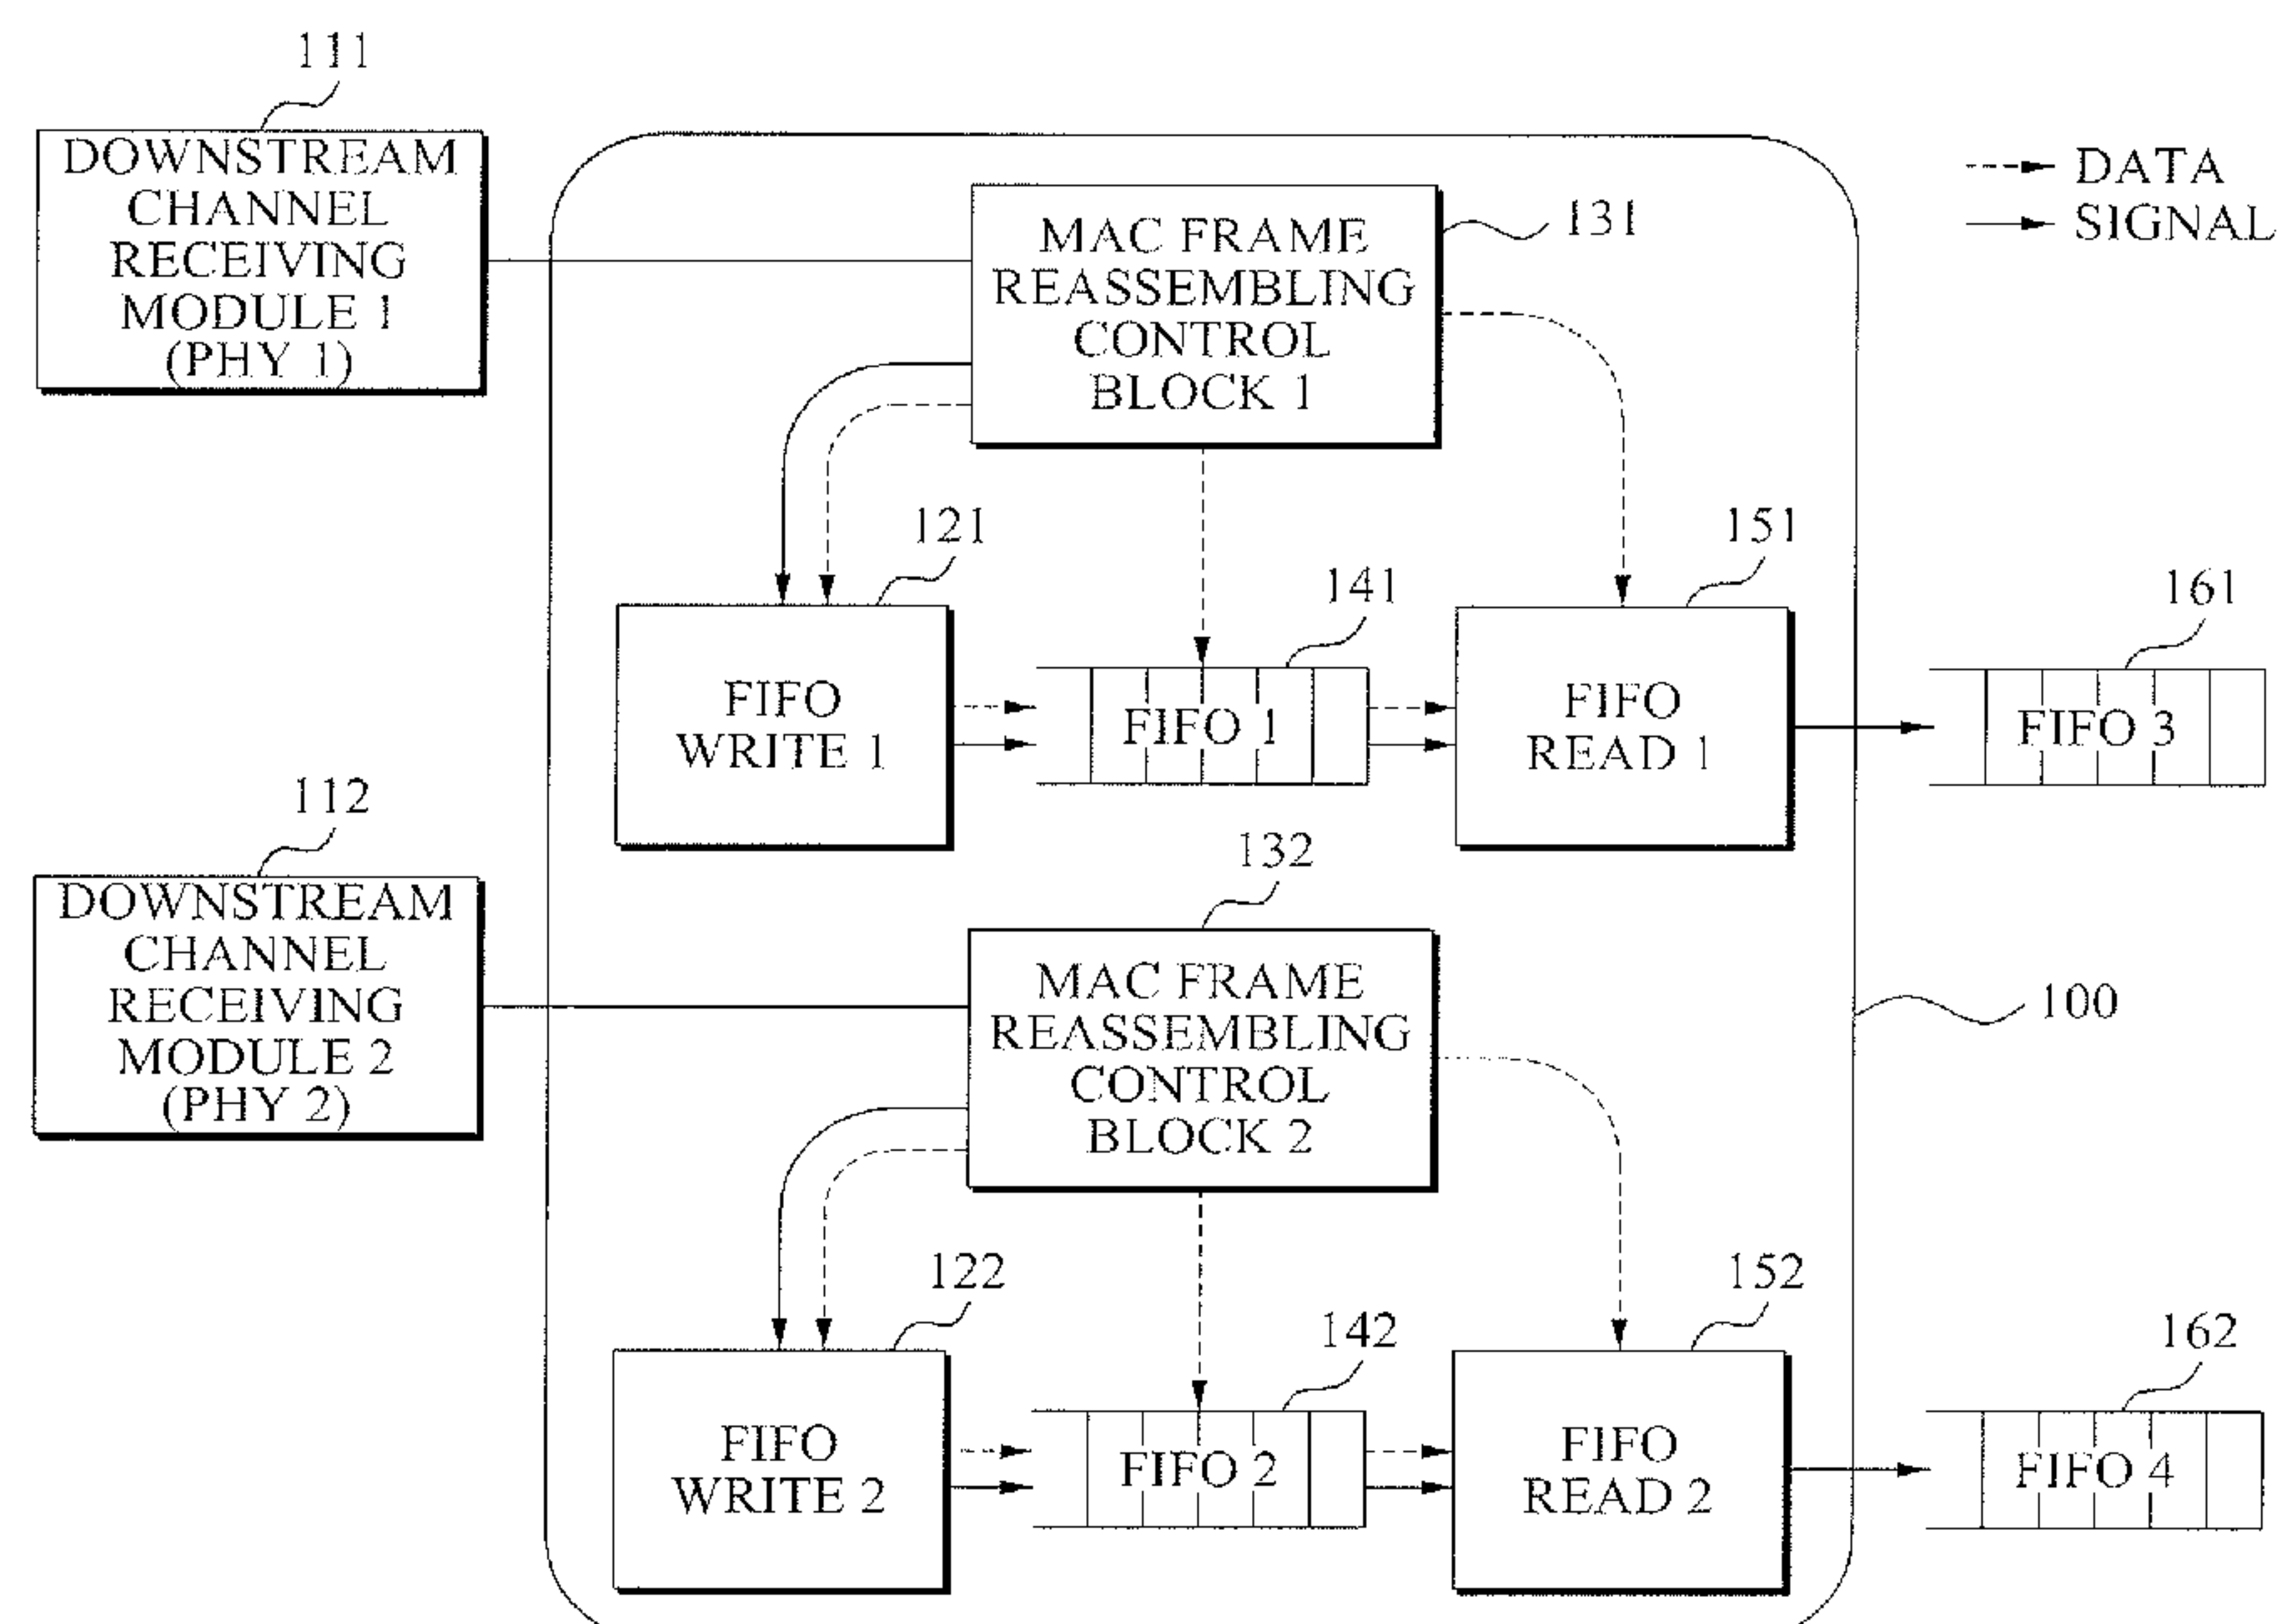 111
DOWNSTREAM
CHANNEL
RECEIVING
MODULE 1
(PHY 1)
MAC FRAME
REASSEMBLING
CONTROL
BLOCK 1
131
DATA
SIGNAL
121
FIFO
WRITE 1
141
FIFO 1
151
FIFO
READ 1
161
FIFO 3
112
DOWNSTREAM
CHANNEL
RECEIVING
MODULE 2
(PHY 2)
132
MAC FRAME
REASSEMBLING
CONTROL
BLOCK 2
100
122
FIFO
WRITE 2
142
FIFO 2
152
FIFO
READ 2
162
FIFO 4